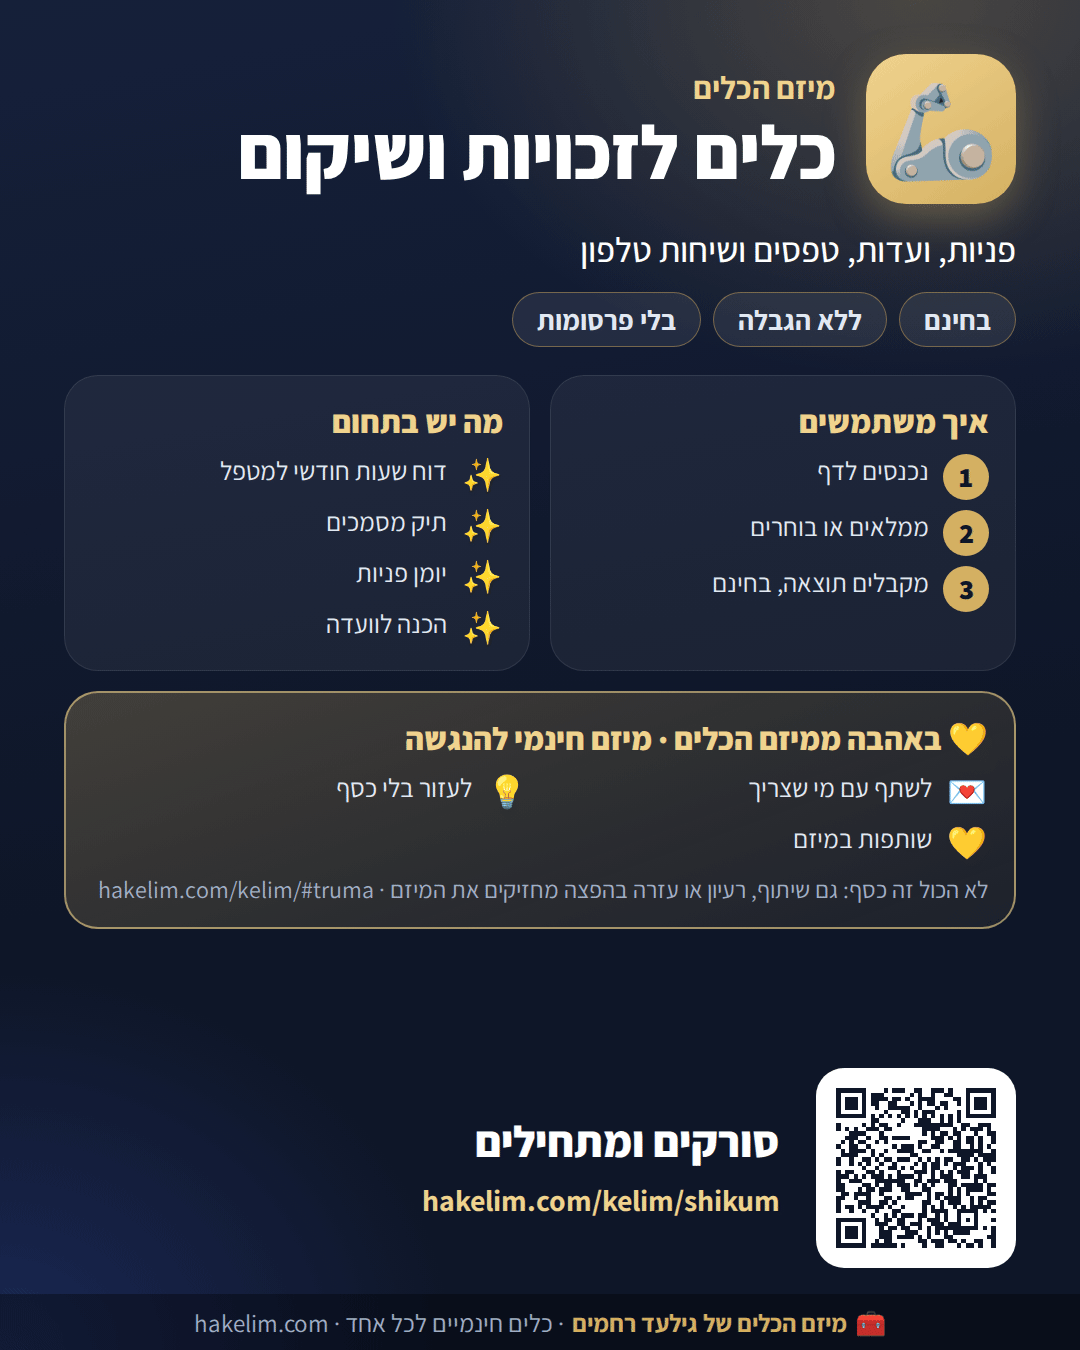 מיזם הכלים
כלים לזכויות ושיקום
פניות, ועדות, טפסים ושיחות טלפון
בחינם
ללא הגבלה
בלי פרסומות
איך משתמשים
1 נכנסים לדף
2 ממלאים או בוחרים
3 מקבלים תוצאה, בחינם
מה יש בתחום
דוח שעות חודשי למטפל
תיק מסמכים
יומן פניות
הכנה לוועדה
באהבה ממיזם הכלים · מיזם חינמי להנגשה
לשתף עם מי שצריך
לעזור בלי כסף
שותפות במיזם
לא הכול זה כסף: גם שיתוף, רעיון או עזרה בהפצה מחזיקים את המיזם · hakelim.com/kelim/#truma
סורקים ומתחילים
hakelim.com/kelim/shikum
מיזם הכלים של גילעד רחמים · כלים חינמיים לכל אחד · hakelim.com